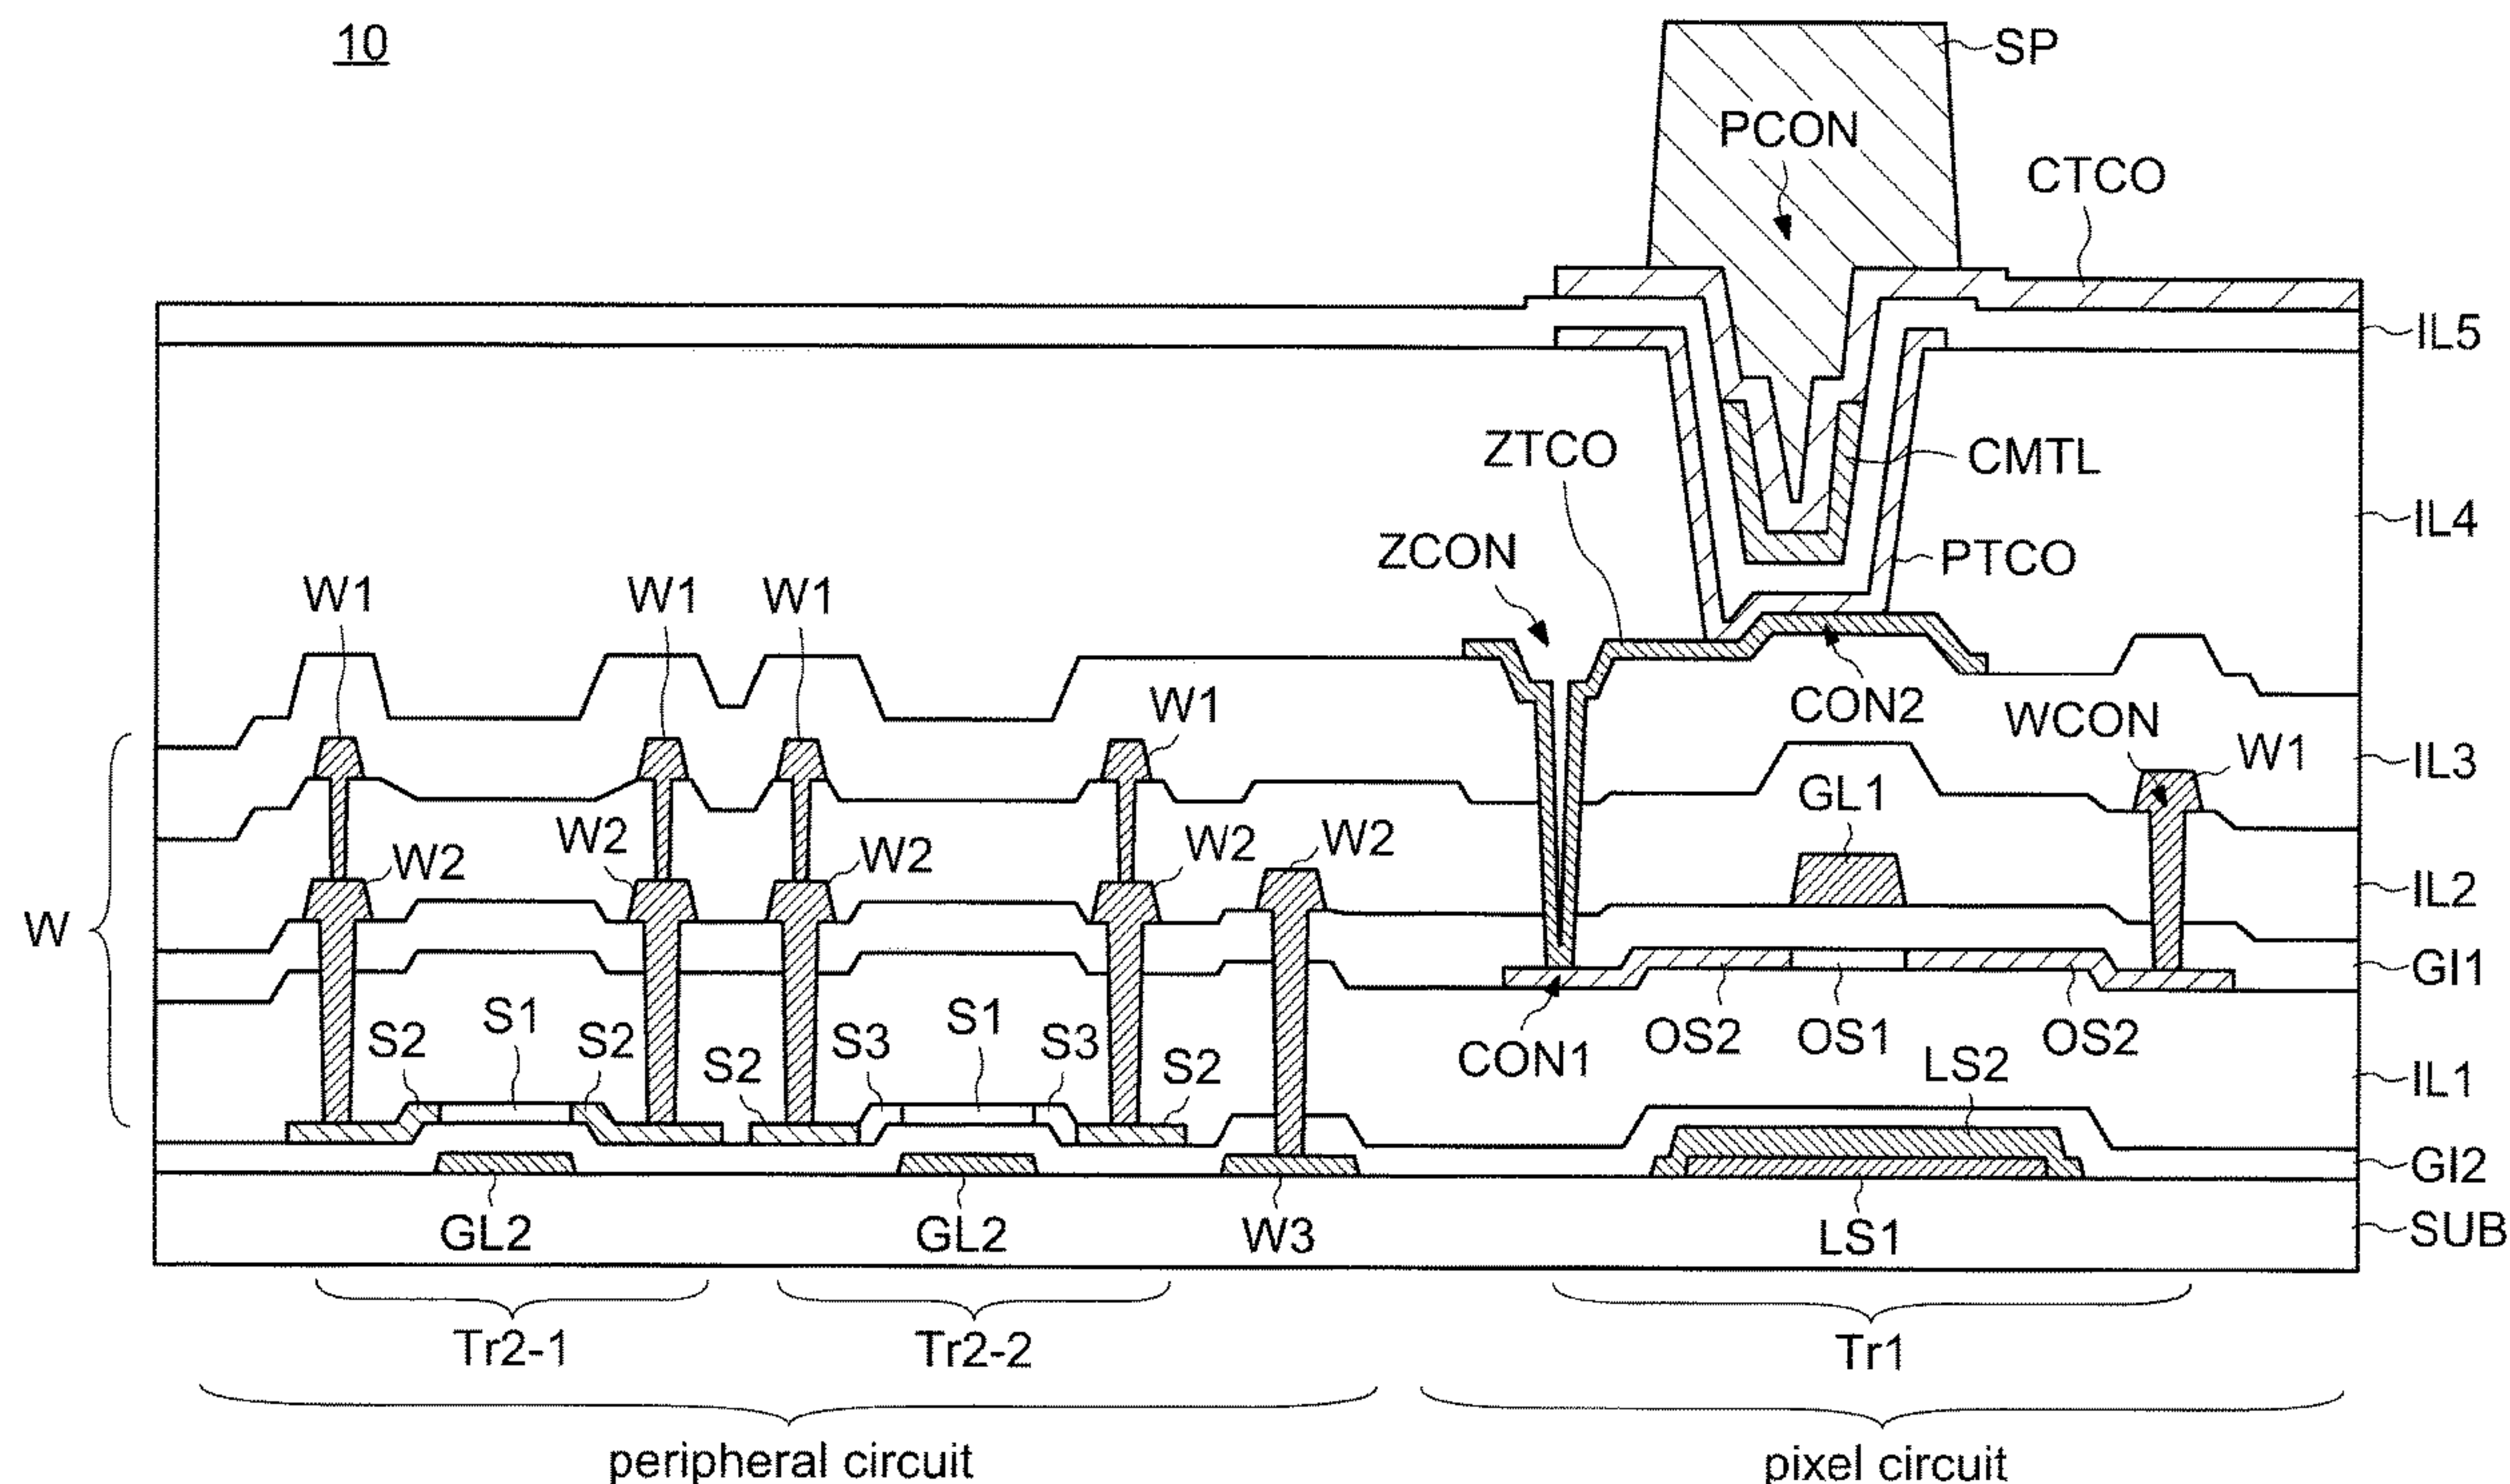 10
SP
PCON
CTCO
IL5
ZTCO
CMTL
IL4
ZCON
PTCO
W1
W1
W1
W1
CON2
WCON
W1
IL3
GL1
W2
W2
W2
W2
W2
IL2
W
GI1
S2
S1
S2
S2
S3
S1
S3
S2
CON1
OS2
OS1
OS2
LS2
IL1
GI2
GL2
GL2
W3
LS1
SUB
Tr2-1
Tr2-2
Tr1
peripheral circuit
pixel circuit